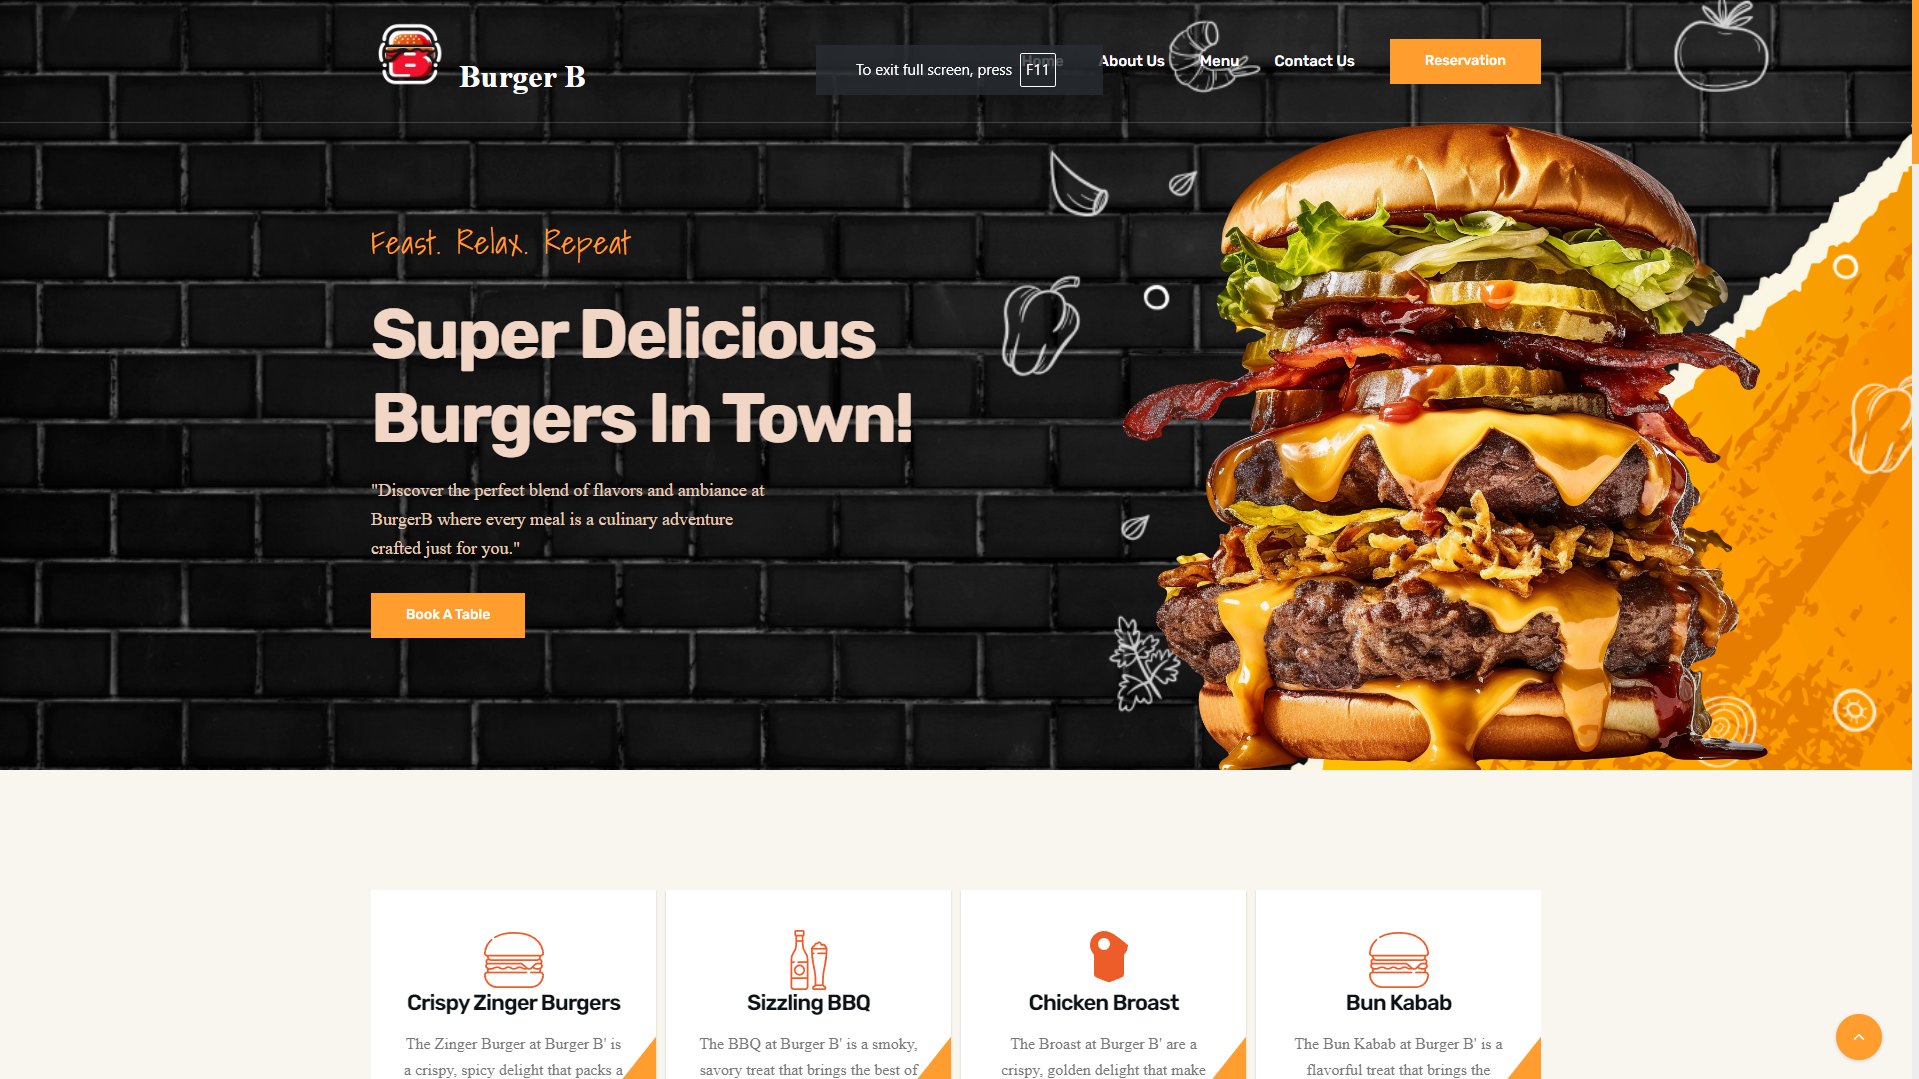 Burger B
To exit full screen, press F11
Home
About Us
Menu
Contact Us
Reservation
Feast. Relax. Repeat
Super Delicious
Burgers In Town!
"Discover the perfect blend of flavors and ambiance at
BurgerB where every meal is a culinary adventure
crafted just for you."
Book A Table
Crispy Zinger Burgers
The Zinger Burger at Burger B' is
a crispy, spicy delight that packs a
Sizzling BBQ
The BBQ at Burger B' is a smoky,
savory treat that brings the best of
Chicken Broast
The Broast at Burger B' are a
crispy, golden delight that make
Bun Kabab
The Bun Kabab at Burger B' is a
flavorful treat that brings the